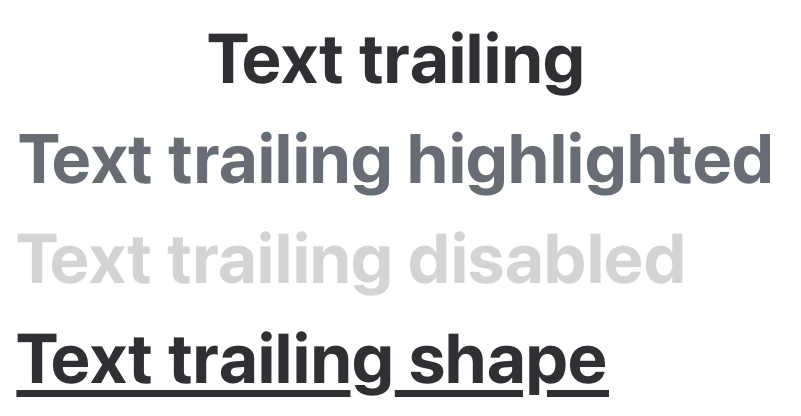 Text trailing
Text trailing highlighted
Text trailing disabled
Text trailing shape